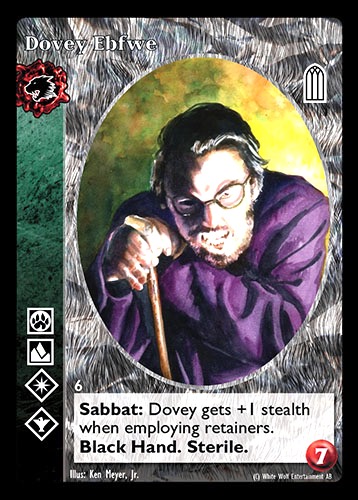 Dovey Ebfwe
6
Sabbat: Dovey gets +1 stealth
when employing retainers.
Black Hand. Sterile.
7
Illus: Ken Meyer, Jr.
(C) White Wolf Entertainment AB